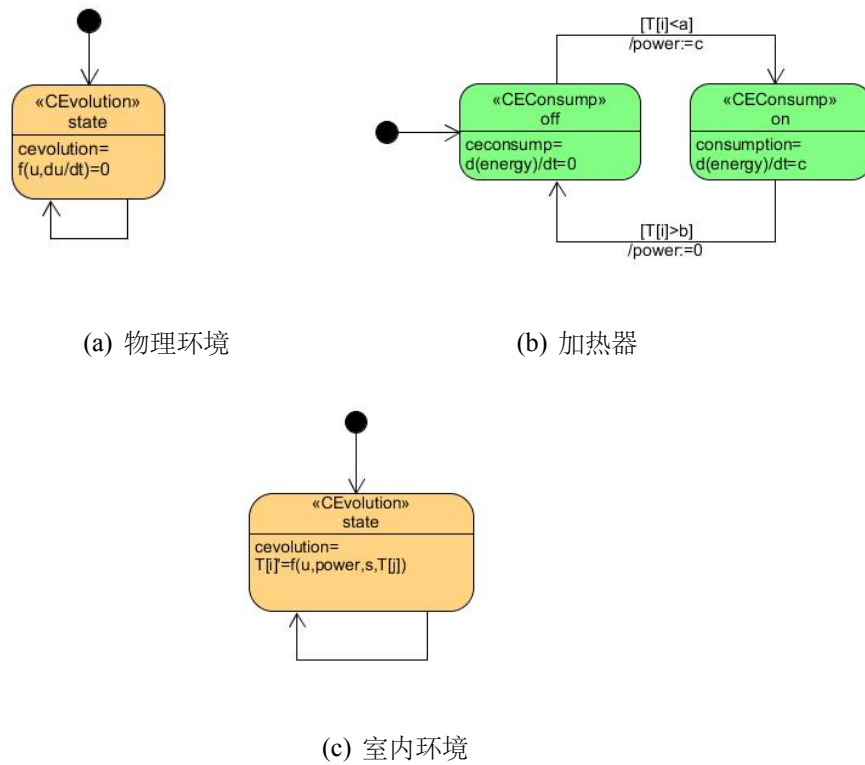 «CEvolution»
state
cevolution=
f(u,du/dt)=0
(a) 物理环境
[T[i]<a]
/power:=c
«CEConsump»
off
ceconsump=
d(energy)/dt=0
«CEConsump»
on
consumption=
d(energy)/dt=c
[T[i]>b]
/power:=0
(b) 加热器
«CEvolution»
state
cevolution=
T[i]'=f(u,power,s,T[j])
(c) 室内环境